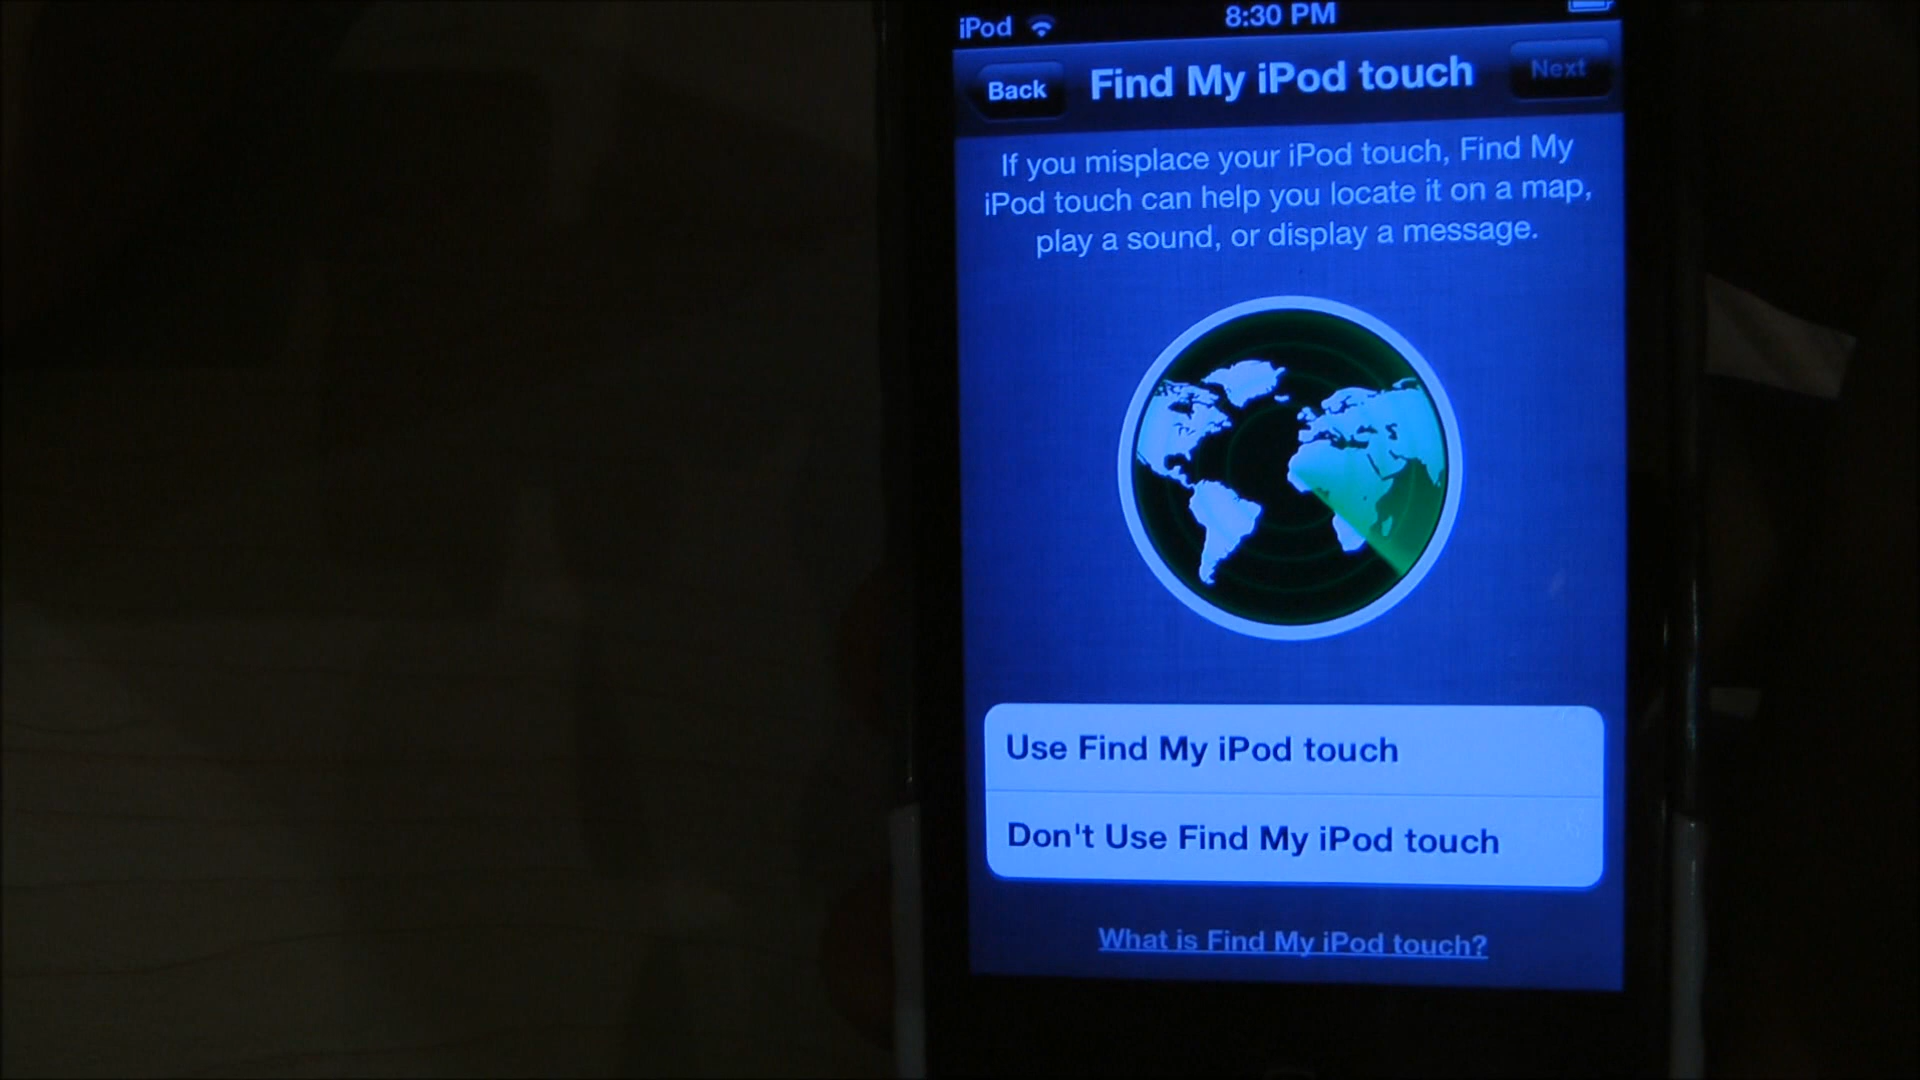 iPod 8:30 PM
Back Find My iPod touch Next
If you misplace your iPod touch, Find My
iPod touch can help you locate it on a map,
play a sound, or display a message.
Use Find My iPod touch
Don't Use Find My iPod touch
What is Find My iPod touch?